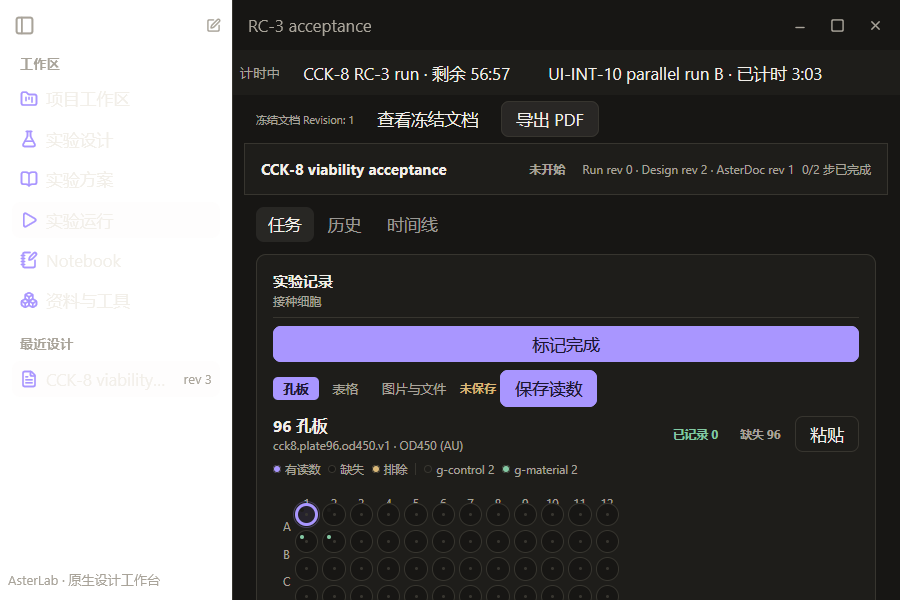 RC-3 acceptance
工作区
项目工作区
实验设计
实验方案
实验运行
Notebook
资料与工具
最近设计
CCK-8 viability... rev 3
AsterLab · 原生设计工作台
计时中 CCK-8 RC-3 run · 剩余 56:57 UI-INT-10 parallel run B · 已计时 3:03
冻结文档 Revision: 1 查看冻结文档 导出 PDF
CCK-8 viability acceptance 未开始 Run rev 0 · Design rev 2 · AsterDoc rev 1 0/2 步已完成
任务 历史 时间线
实验记录
接种细胞
标记完成
孔板 表格 图片与文件 未保存 保存读数
96 孔板
cck8.plate96.od450.v1 · OD450 (AU)
已记录 0 缺失 96 粘贴
有读数 缺失 排除 g-control 2 g-material 2
1 2 3 4 5 6 7 8 9 10 11 12
A
B
C